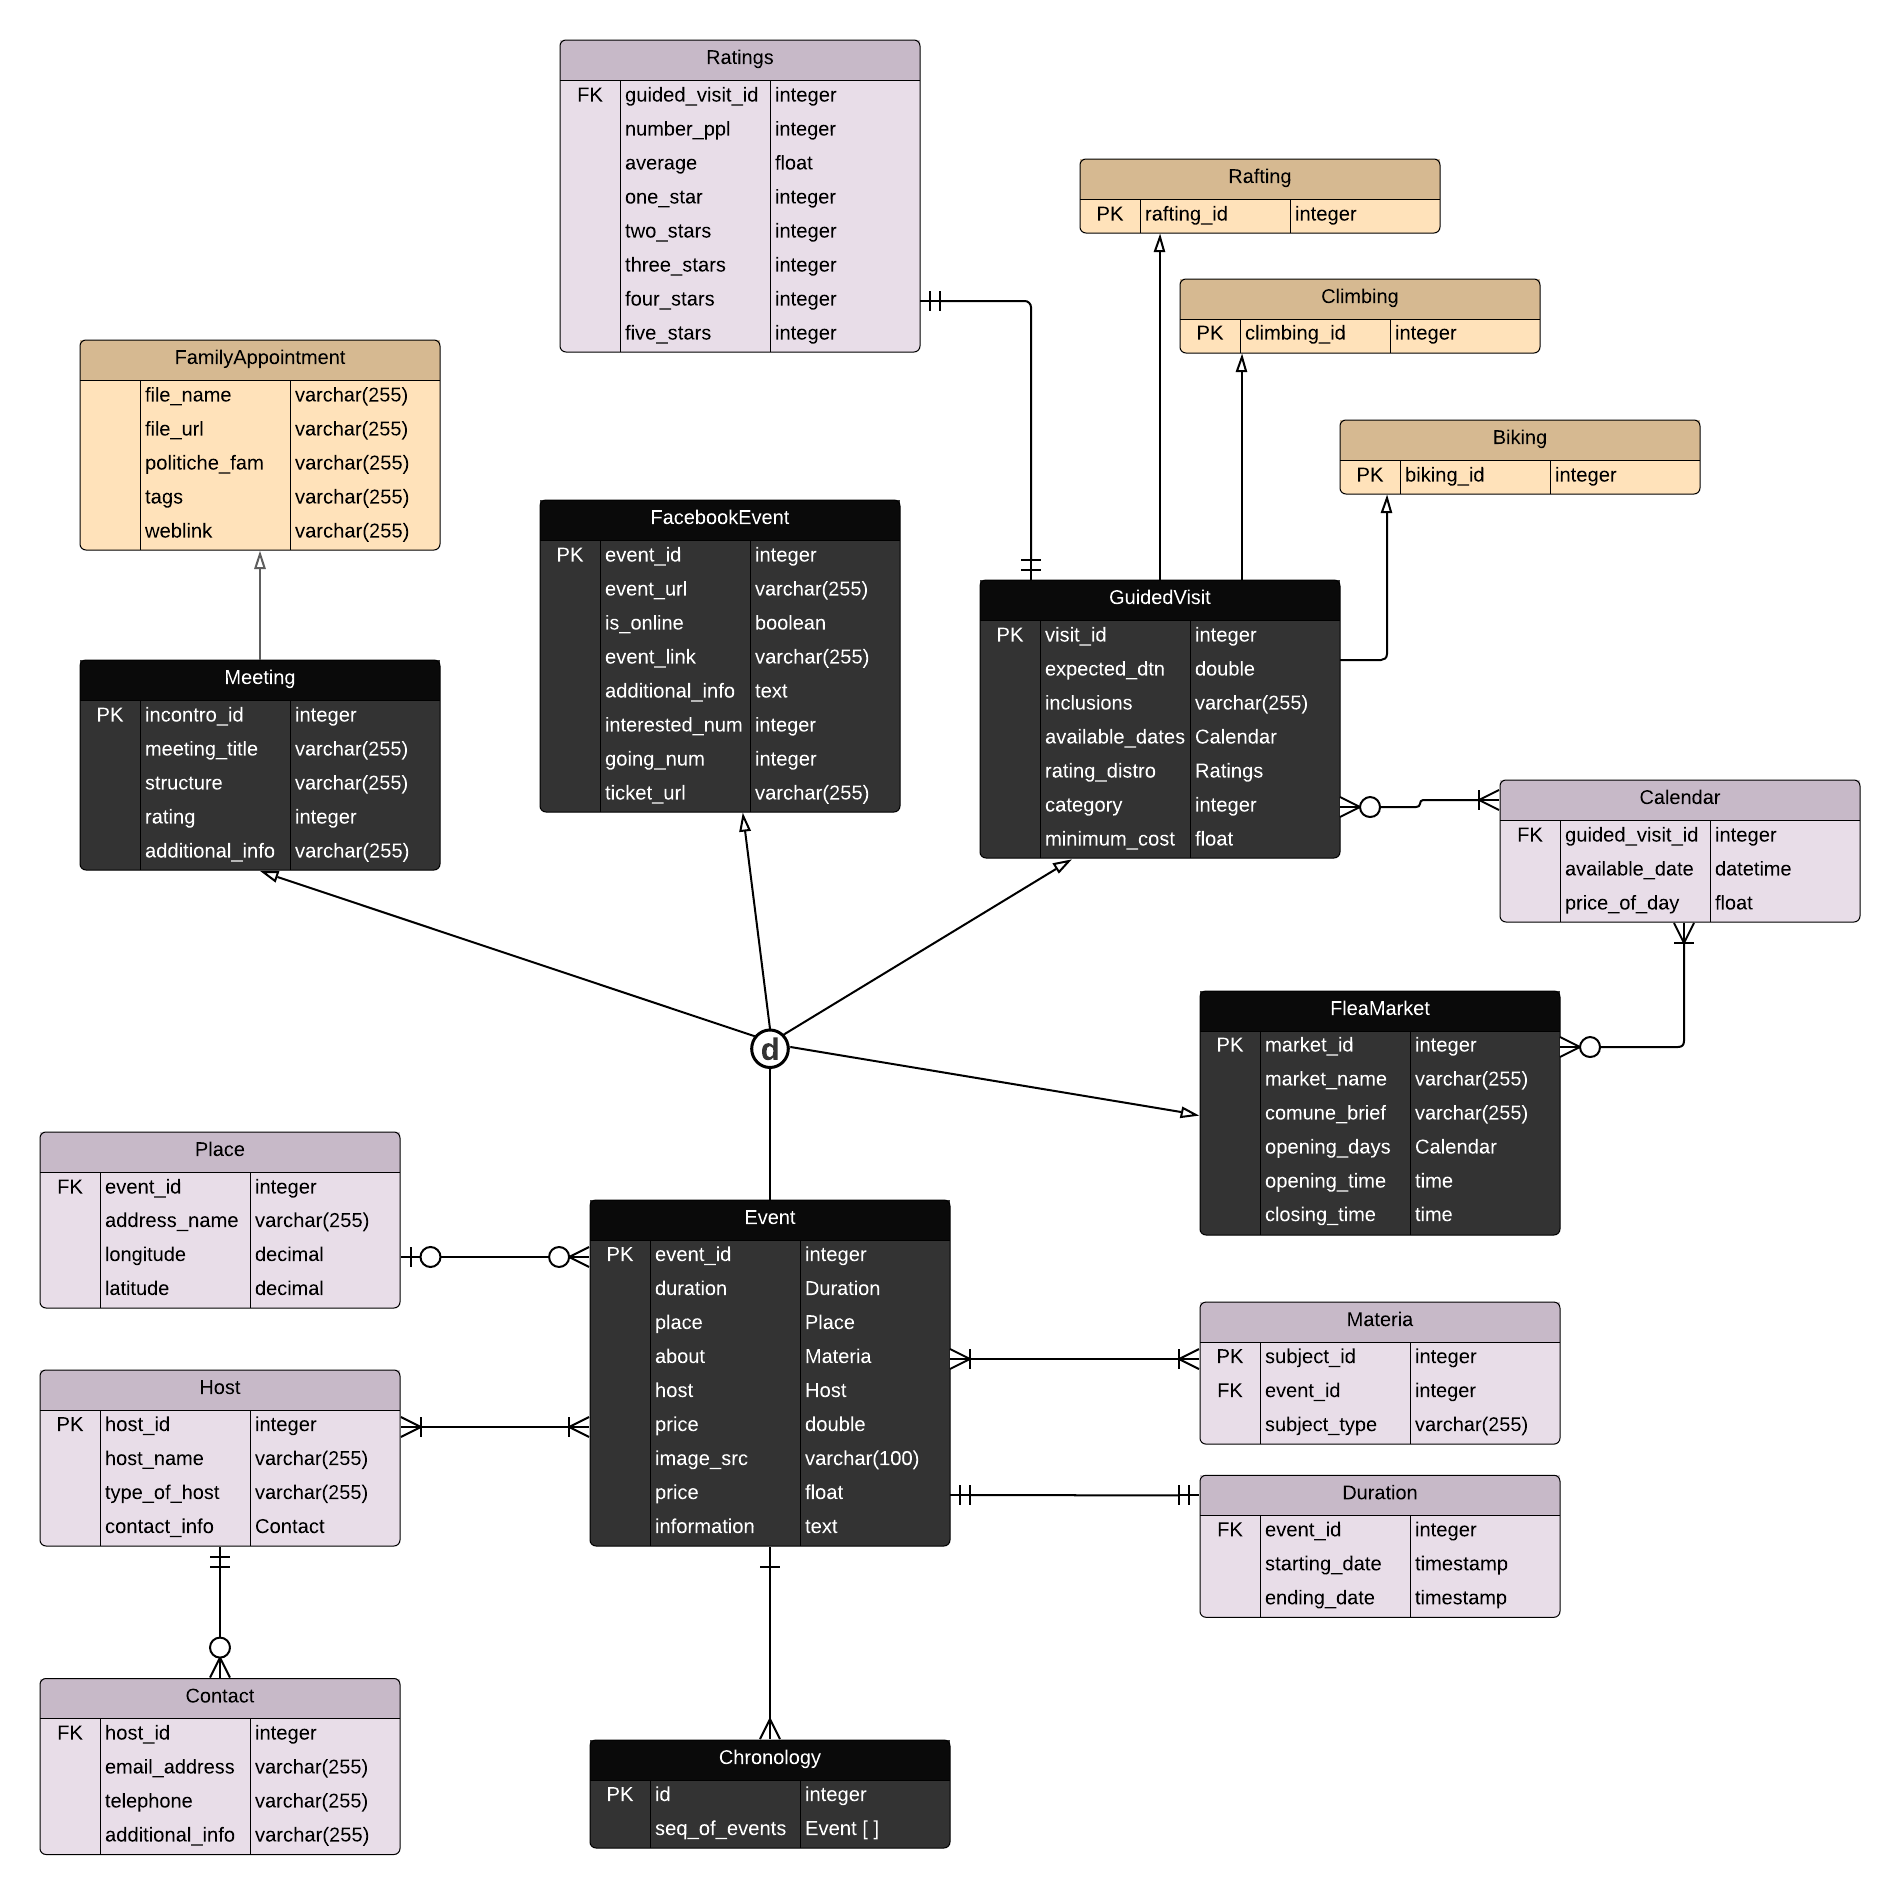 Ratings
FK guided_visit_id integer
number_ppl integer
average float
one_star integer
two_stars integer
three_stars integer
four_stars integer
five_stars integer
Rafting
PK rafting_id integer
Climbing
PK climbing_id integer
Biking
PK biking_id integer
FamilyAppointment
file_name varchar(255)
file_url varchar(255)
politiche_fam varchar(255)
tags varchar(255)
weblink varchar(255)
FacebookEvent
PK event_id integer
event_url varchar(255)
is_online boolean
event_link varchar(255)
additional_info text
interested_num integer
going_num integer
ticket_url varchar(255)
GuidedVisit
PK visit_id integer
expected_dtn double
inclusions varchar(255)
available_dates Calendar
rating_distro Ratings
category integer
minimum_cost float
Meeting
PK incontro_id integer
meeting_title varchar(255)
structure varchar(255)
rating integer
additional_info varchar(255)
Calendar
FK guided_visit_id integer
available_date datetime
price_of_day float
d
FleaMarket
PK market_id integer
market_name varchar(255)
comune_brief varchar(255)
opening_days Calendar
opening_time time
closing_time time
Place
FK event_id integer
address_name varchar(255)
longitude decimal
latitude decimal
Event
PK event_id integer
duration Duration
place Place
about Materia
host Host
price double
image_src varchar(100)
price float
information text
Materia
PK subject_id integer
FK event_id integer
subject_type varchar(255)
Host
PK host_id integer
host_name varchar(255)
type_of_host varchar(255)
contact_info Contact
Duration
FK event_id integer
starting_date timestamp
ending_date timestamp
Contact
FK host_id integer
email_address varchar(255)
telephone varchar(255)
additional_info varchar(255)
Chronology
PK id integer
seq_of_events Event [ ]